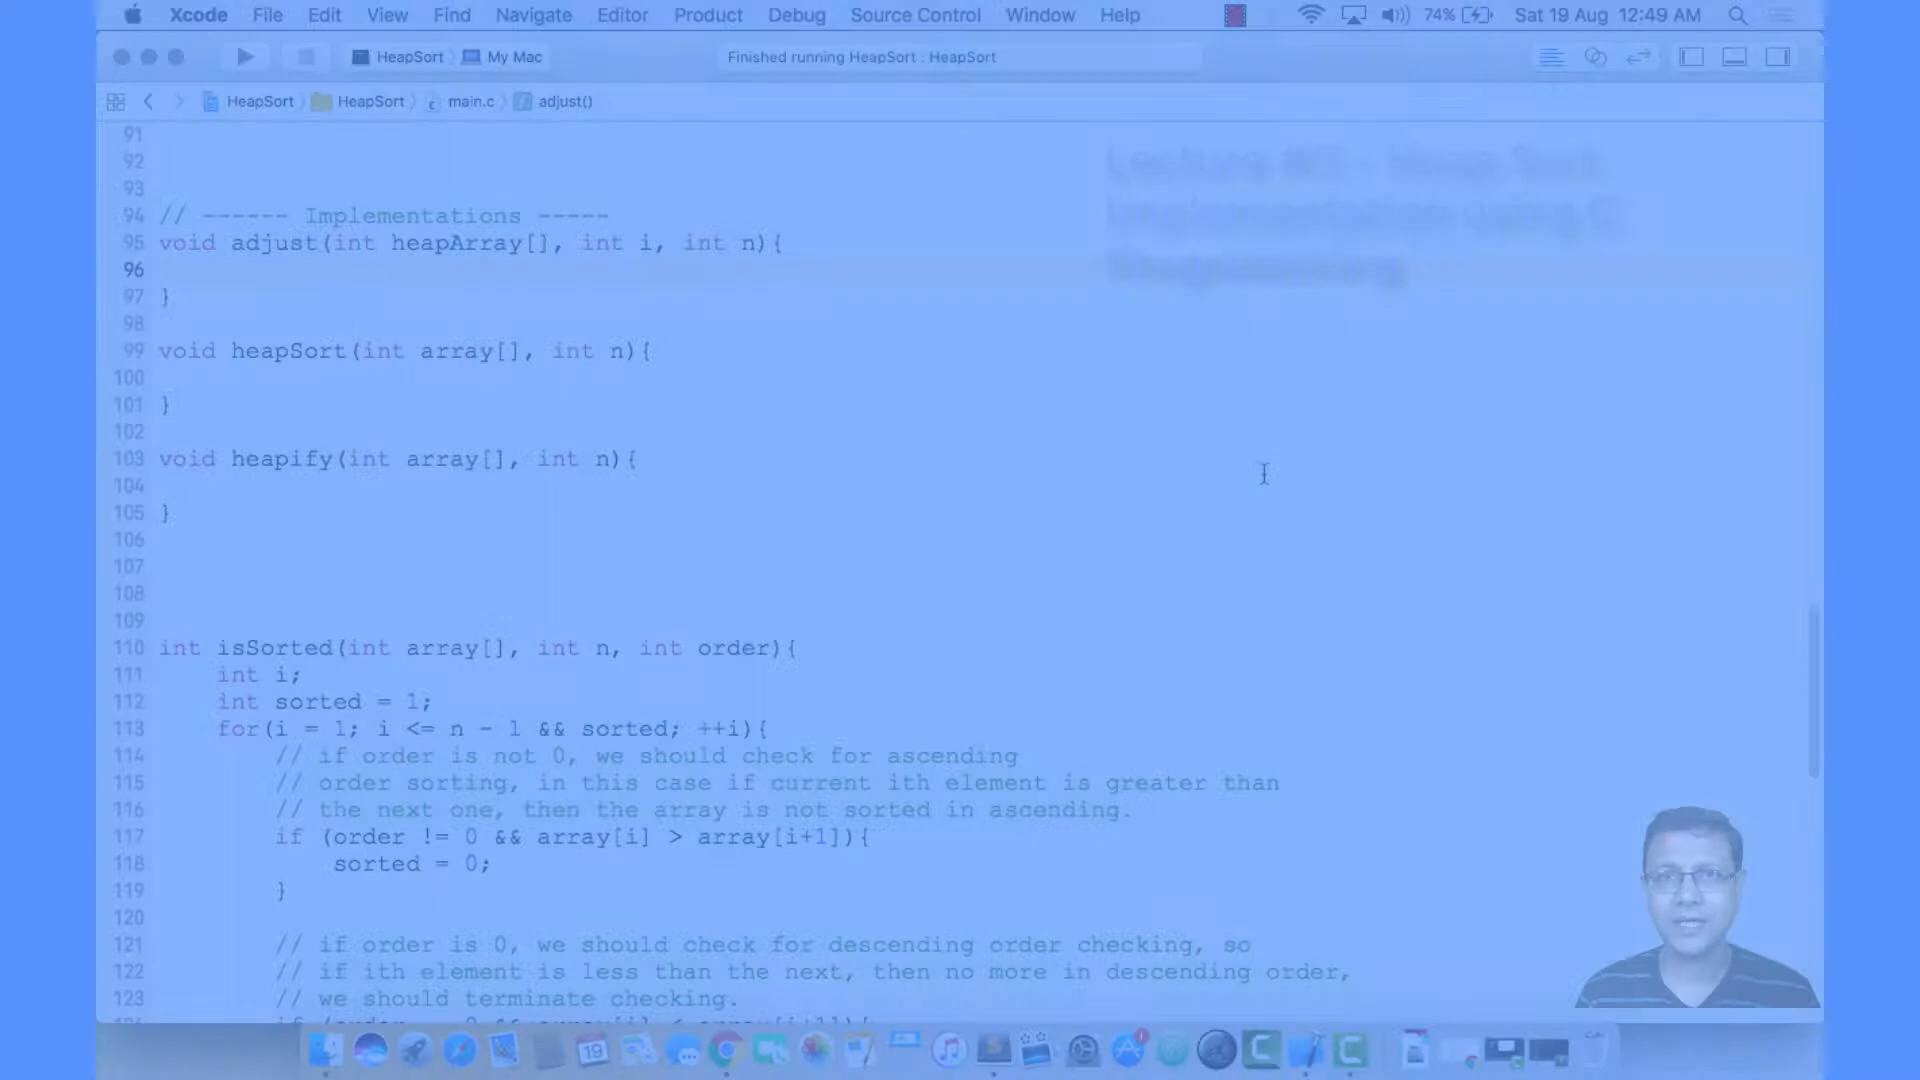 Xcode File Edit View Find Navigate Editor Product Debug Source Control Window Help 74% Sat 19 Aug 12:49 AM
HeapSort My Mac Finished running HeapSort : HeapSort
HeapSort HeapSort main.c adjust()
91
92
93
94 // ------ Implementations -----
95 void adjust(int heapArray[], int i, int n){
96
97 }
98
99 void heapSort(int array[], int n){
100
101 }
102
103 void heapify(int array[], int n){
104
105 }
106
107
108
109
110 int isSorted(int array[], int n, int order){
111 int i;
112 int sorted = 1;
113 for(i = 1; i <= n - 1 && sorted; ++i){
114 // if order is not 0, we should check for ascending
115 // order sorting, in this case if current ith element is greater than
116 // the next one, then the array is not sorted in ascending.
117 if (order != 0 && array[i] > array[i+1]){
118 sorted = 0;
119 }
120
121 // if order is 0, we should check for descending order checking, so
122 // if ith element is less than the next, then no more in descending order,
123 // we should terminate checking.
Heap Sort
Implementation using C
Programming
19